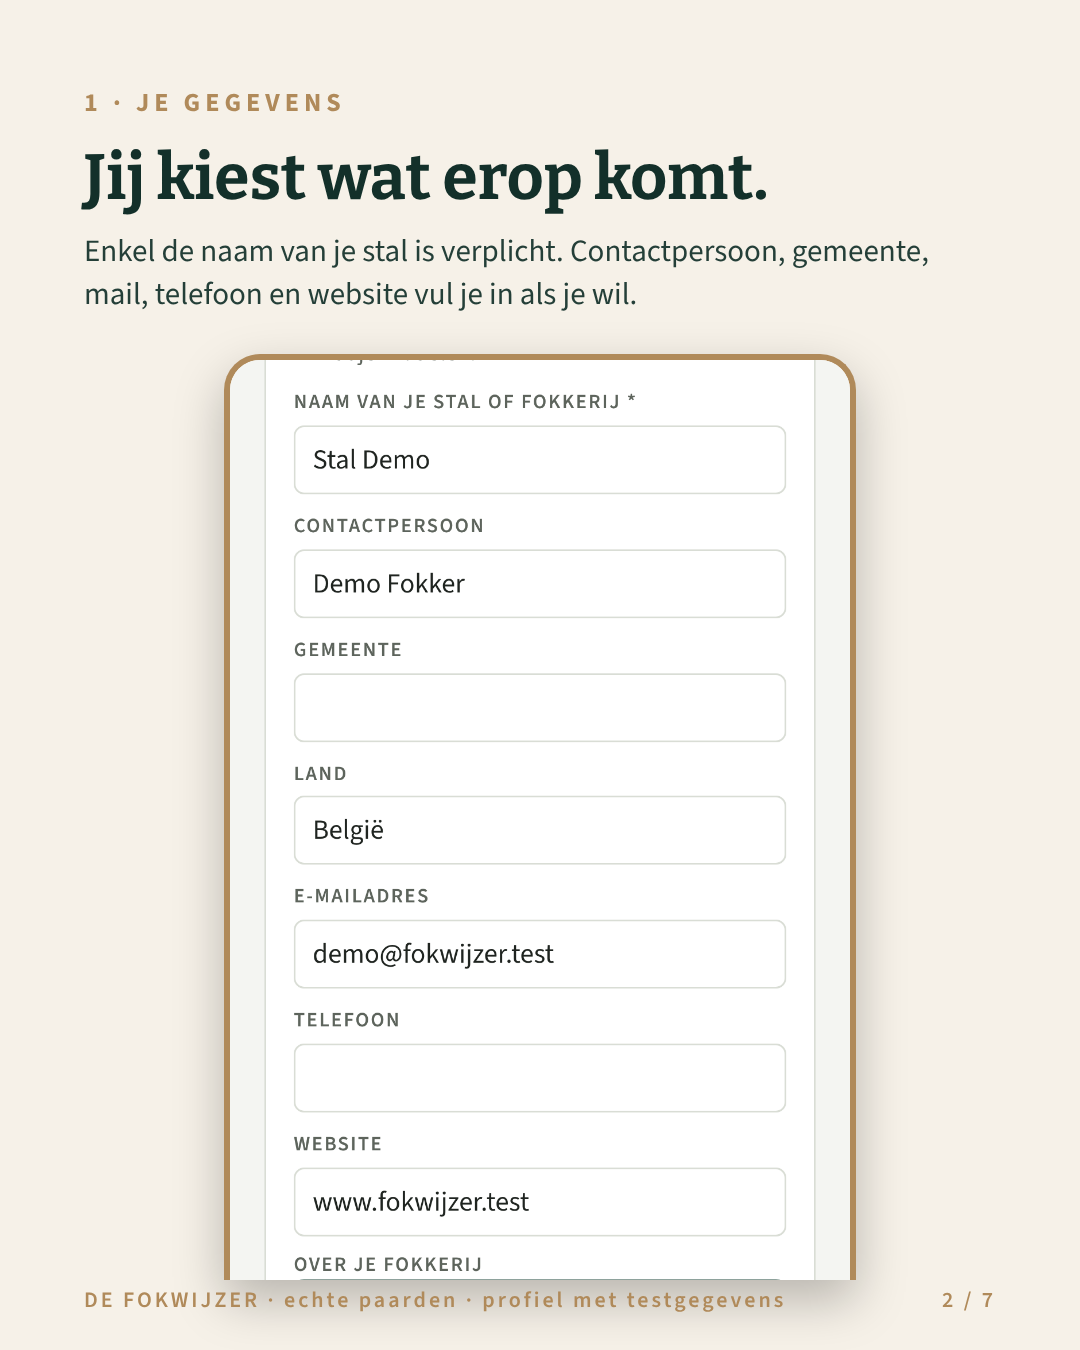 1 · JE GEGEVENS
Jij kiest wat erop komt.
Enkel de naam van je stal is verplicht. Contactpersoon, gemeente,
mail, telefoon en website vul je in als je wil.
NAAM VAN JE STAL OF FOKKERIJ *
Stal Demo
CONTACTPERSOON
Demo Fokker
GEMEENTE
LAND
België
E-MAILADRES
demo@fokwijzer.test
TELEFOON
WEBSITE
www.fokwijzer.test
OVER JE FOKKERIJ
DE FOKWIJZER · echte paarden · profiel met testgegevens
2 / 7